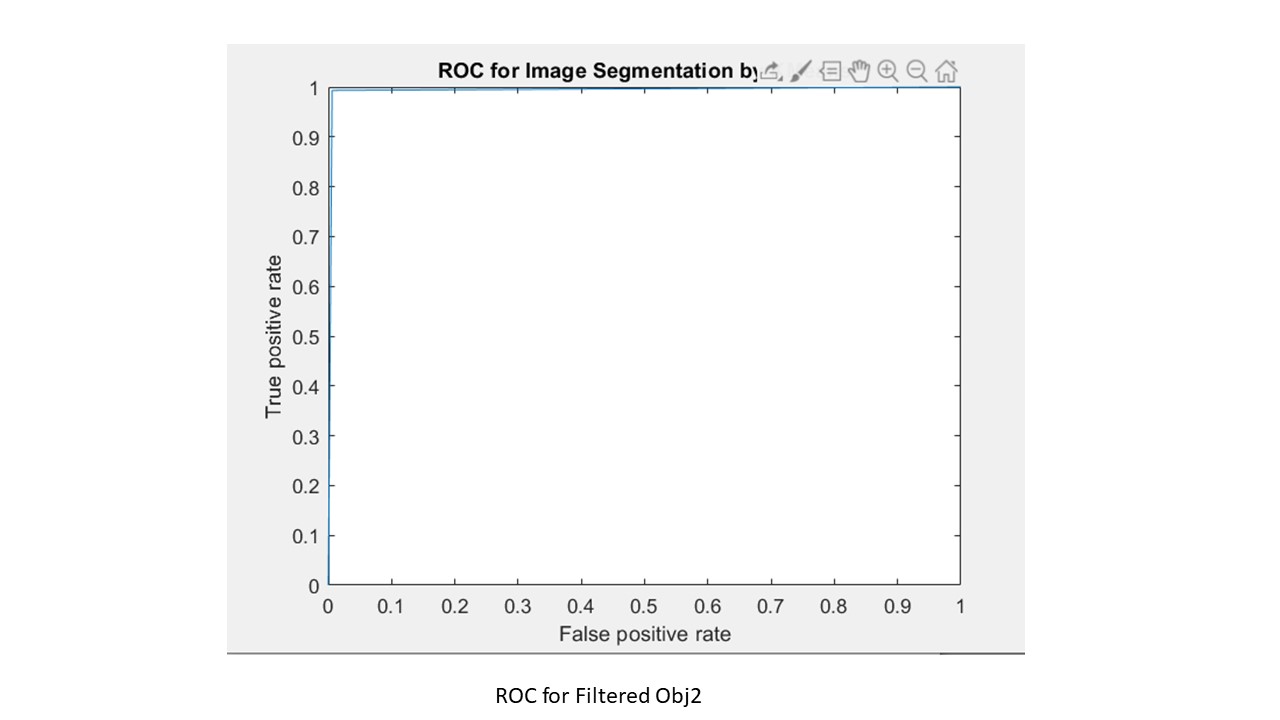 ROC for Image Segmentation by
1
0.9
0.8
0.7
0.6
0.5
0.4
0.3
0.2
0.1
0
True positive rate
0 0.1 0.2 0.3 0.4 0.5 0.6 0.7 0.8 0.9 1
False positive rate
ROC for Filtered Obj2